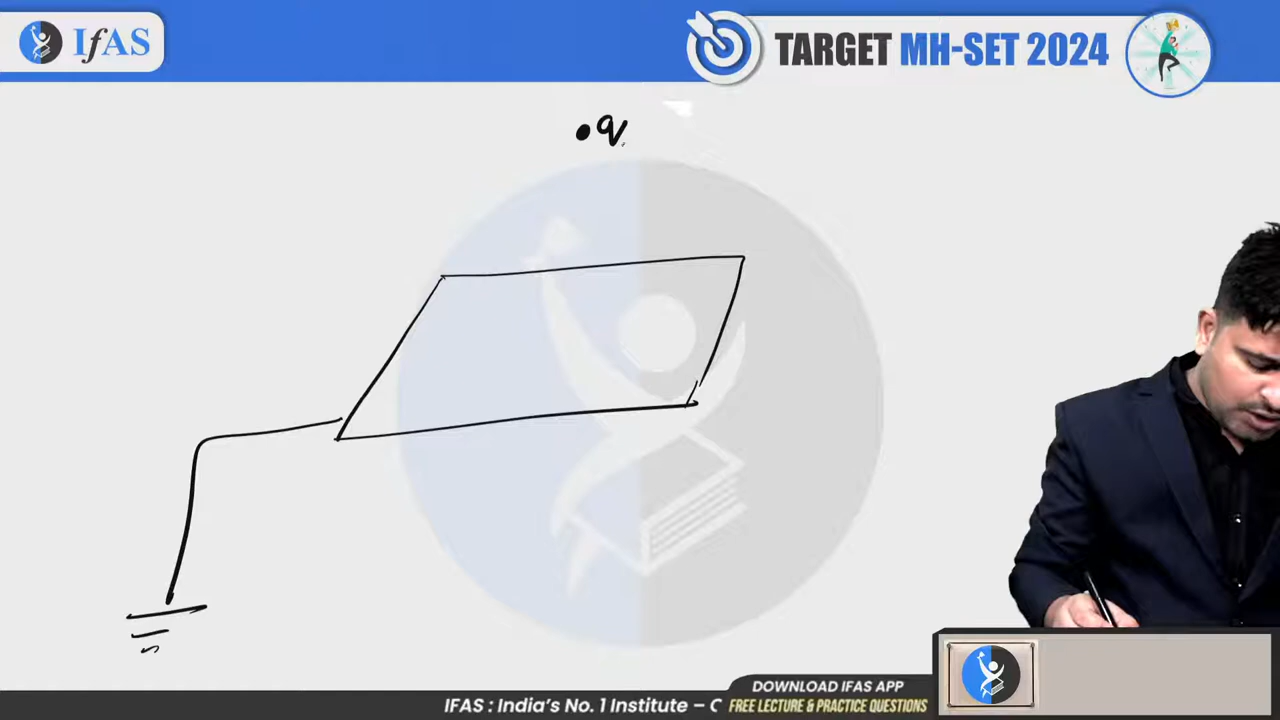 IfAS
TARGET MH-SET 2024
q
DOWNLOAD IFAS APP
IFAS : India's No. 1 Institute – C
FREE LECTURE & PRACTICE QUESTIONS